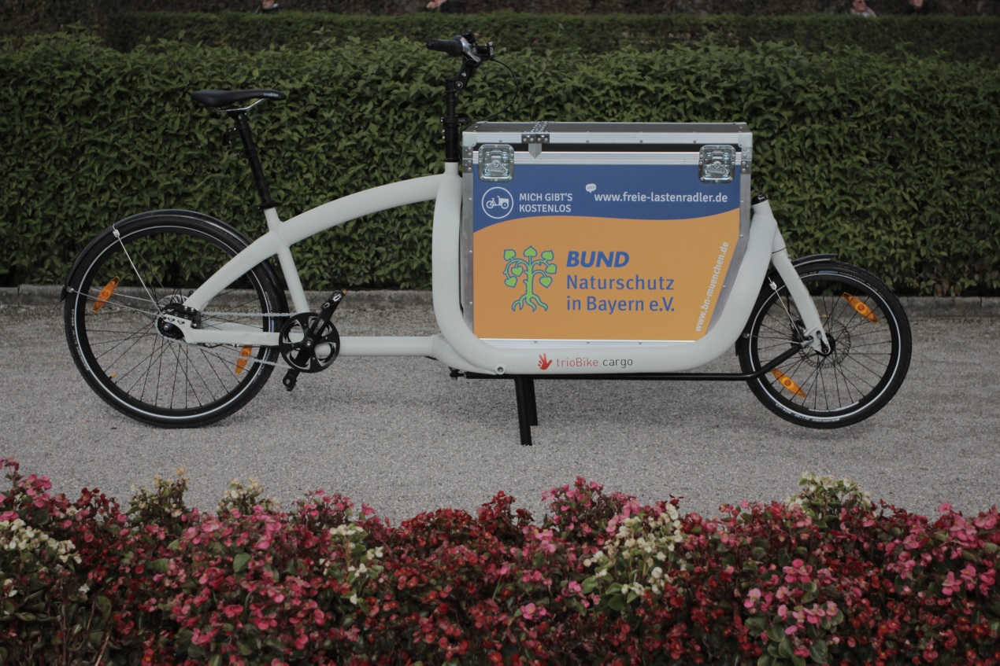 MICH GIBT'S
KOSTENLOS
www.freie-lastenradler.de
BUND
Naturschutz
in Bayern e.V.
www.bn-muenchen.de
trioBike cargo